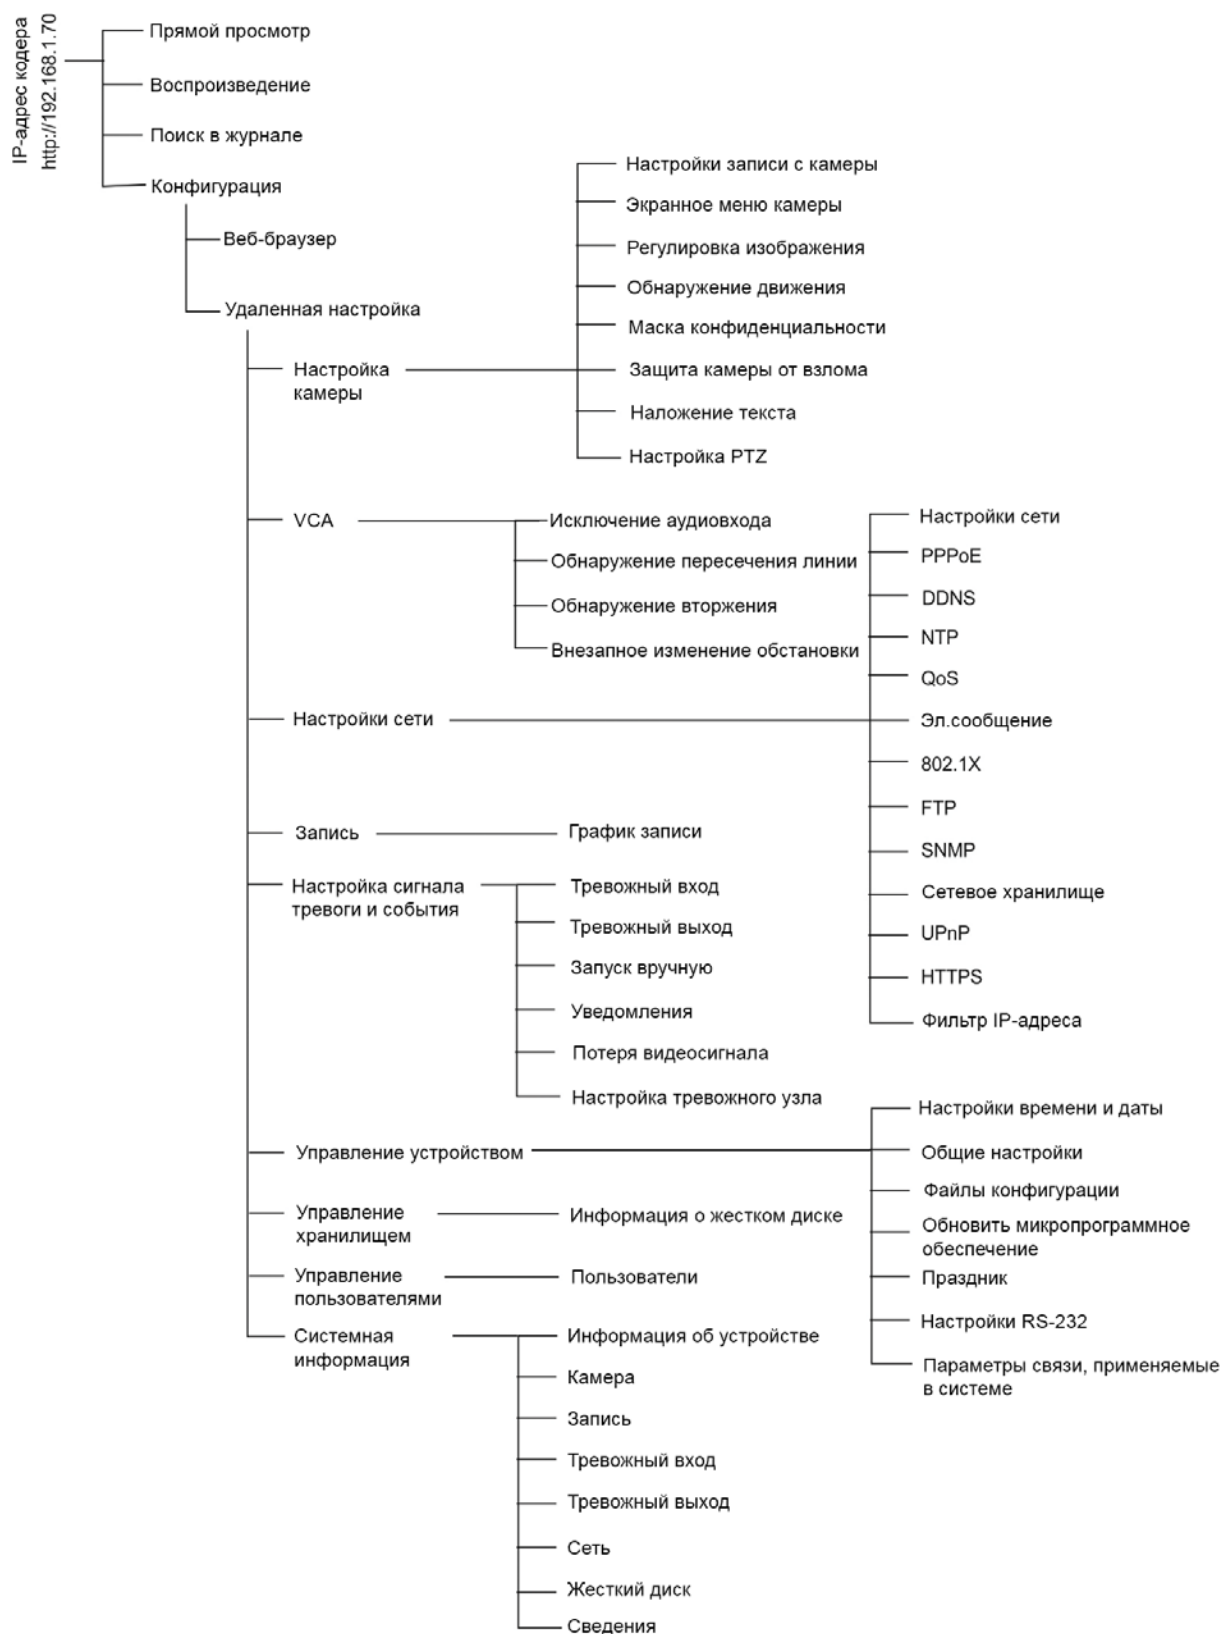 IP-адрес кодера
http://192.168.1.70
Прямой просмотр
Воспроизведение
Поиск в журнале
Конфигурация
Веб-браузер
Удаленная настройка
Настройка
камеры
Настройки записи с камеры
Экранное меню камеры
Регулировка изображения
Обнаружение движения
Маска конфиденциальности
Защита камеры от взлома
Наложение текста
Настройка PTZ
VCA
Исключение аудиовхода
Обнаружение пересечения линии
Обнаружение вторжения
Внезапное изменение обстановки
Настройки сети
Настройки сети
PPPoE
DDNS
NTP
QoS
Эл.сообщение
802.1X
FTP
SNMP
Сетевое хранилище
UPnP
HTTPS
Фильтр IP-адреса
Запись
График записи
Настройка сигнала
тревоги и события
Тревожный вход
Тревожный выход
Запуск вручную
Уведомления
Потеря видеосигнала
Настройка тревожного узла
Управление устройством
Настройки времени и даты
Общие настройки
Файлы конфигурации
Обновить микропрограммное
обеспечение
Праздник
Настройки RS-232
Параметры связи, применяемые
в системе
Управление
хранилищем
Информация о жестком диске
Управление
пользователями
Пользователи
Системная
информация
Информация об устройстве
Камера
Запись
Тревожный вход
Тревожный выход
Сеть
Жесткий диск
Сведения